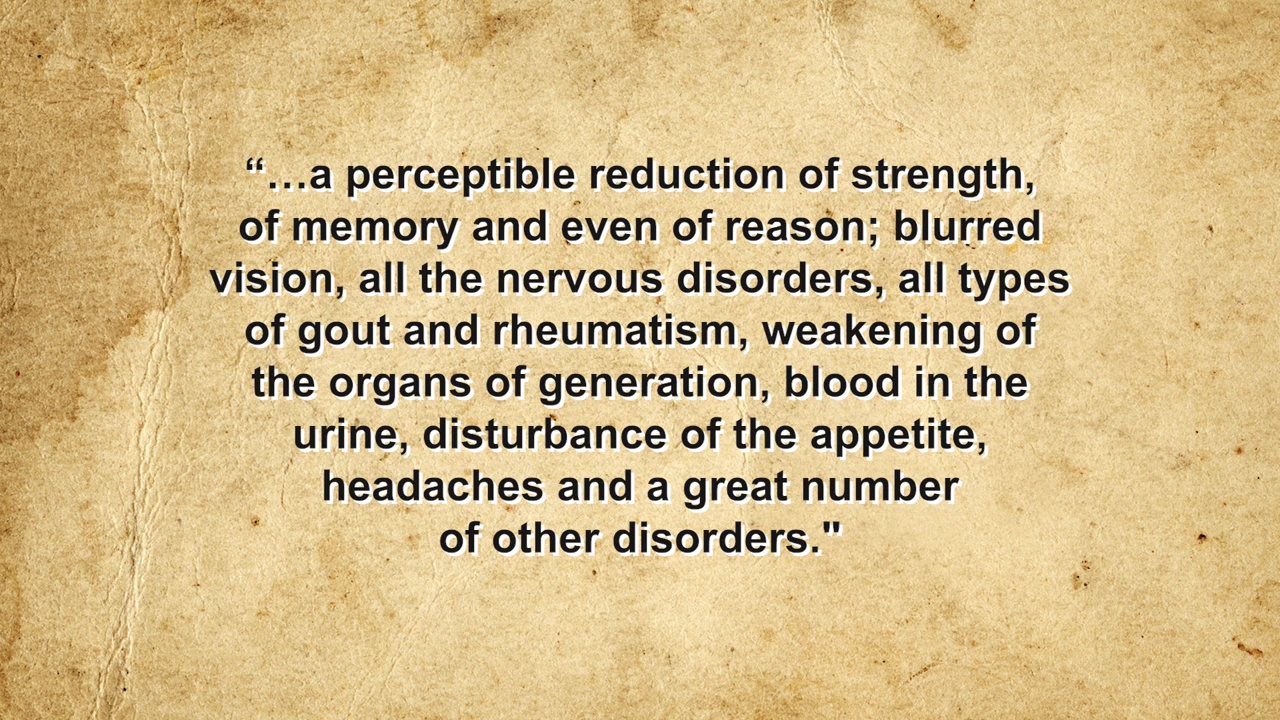 “…a perceptible reduction of strength,
of memory and even of reason; blurred
vision, all the nervous disorders, all types
of gout and rheumatism, weakening of
the organs of generation, blood in the
urine, disturbance of the appetite,
headaches and a great number
of other disorders."